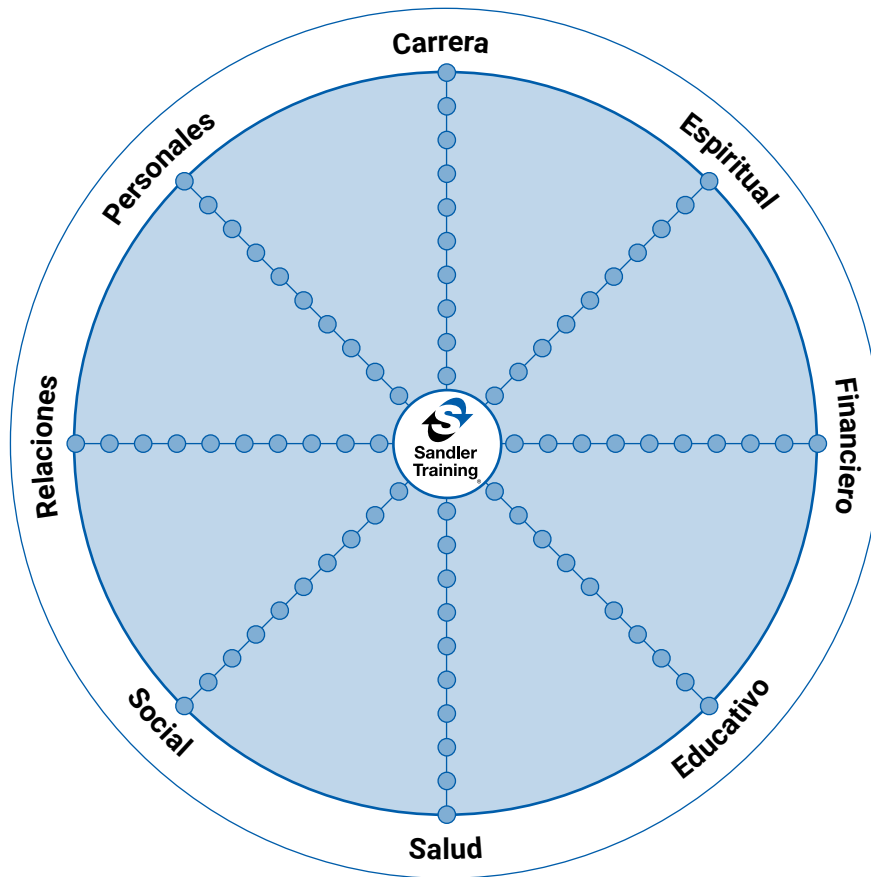 Carrera
Espiritual
Financiero
Educativo
Salud
Social
Relaciones
Personales
S
Sandler
Training®